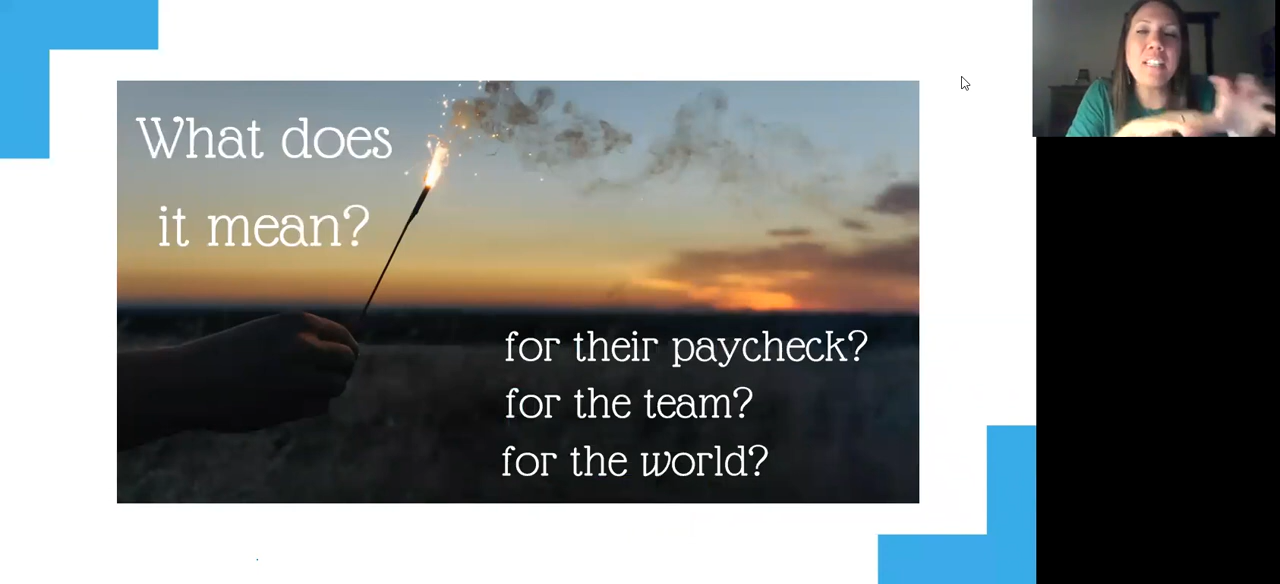 What does
it mean?
for their paycheck?
for the team?
for the world?